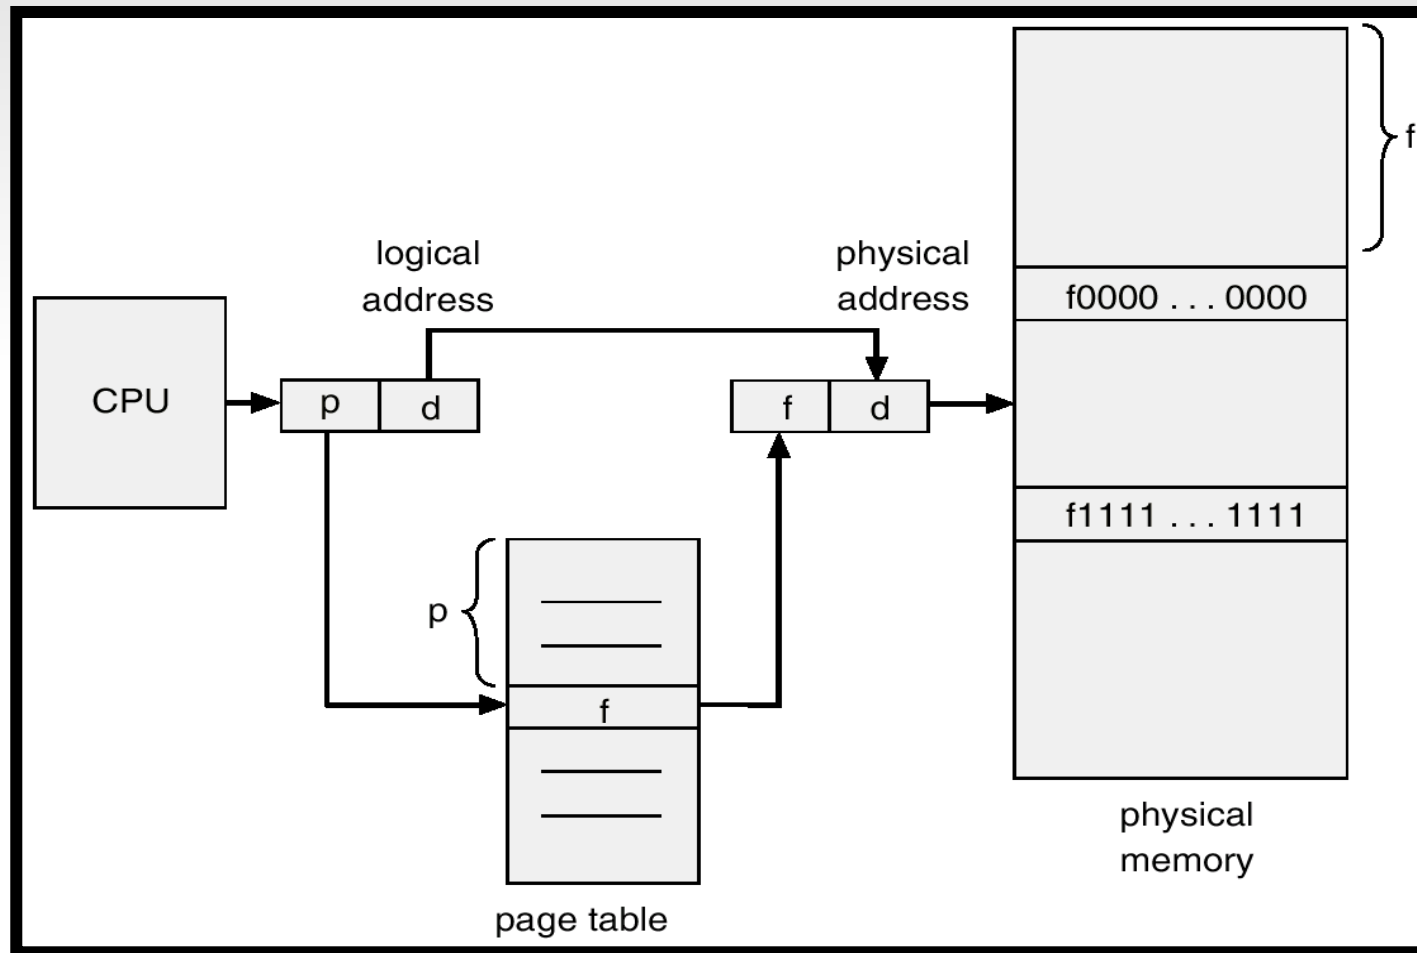 f
f0000 . . . 0000
logical
address
physical
address
CPU
p
d
f
d
f1111 . . . 1111
p
f
physical
memory
page table